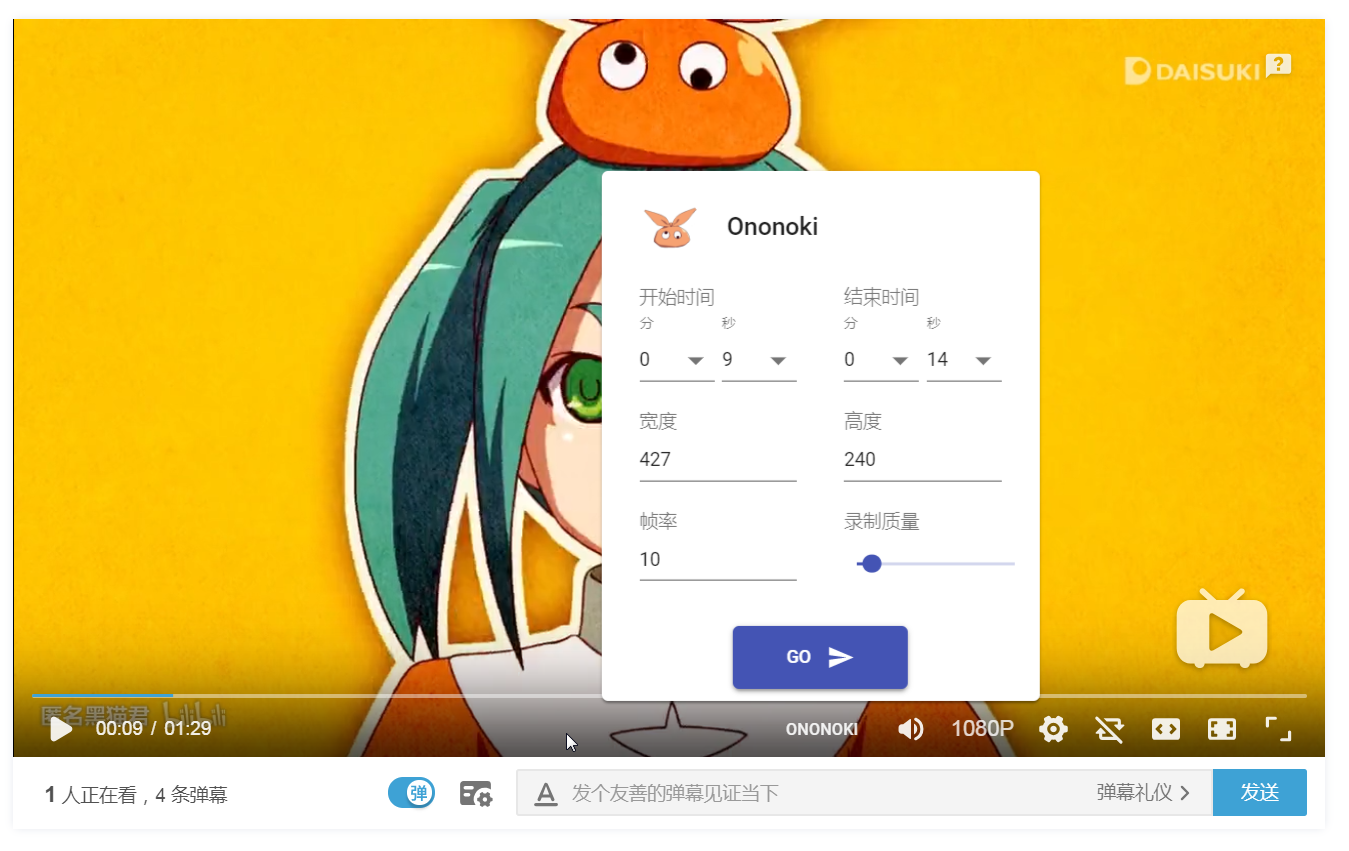 DAISUKI
?
Ononoki
开始时间 结束时间
分 秒 分 秒
0 9 0 14
宽度 高度
427 240
帧率 录制质量
10
GO
匿名黑猫君 bilibili
00:09 / 01:29 ONONOKI 1080P
1 人正在看，4 条弹幕 弹 A 发个友善的弹幕见证当下 弹幕礼仪 发送